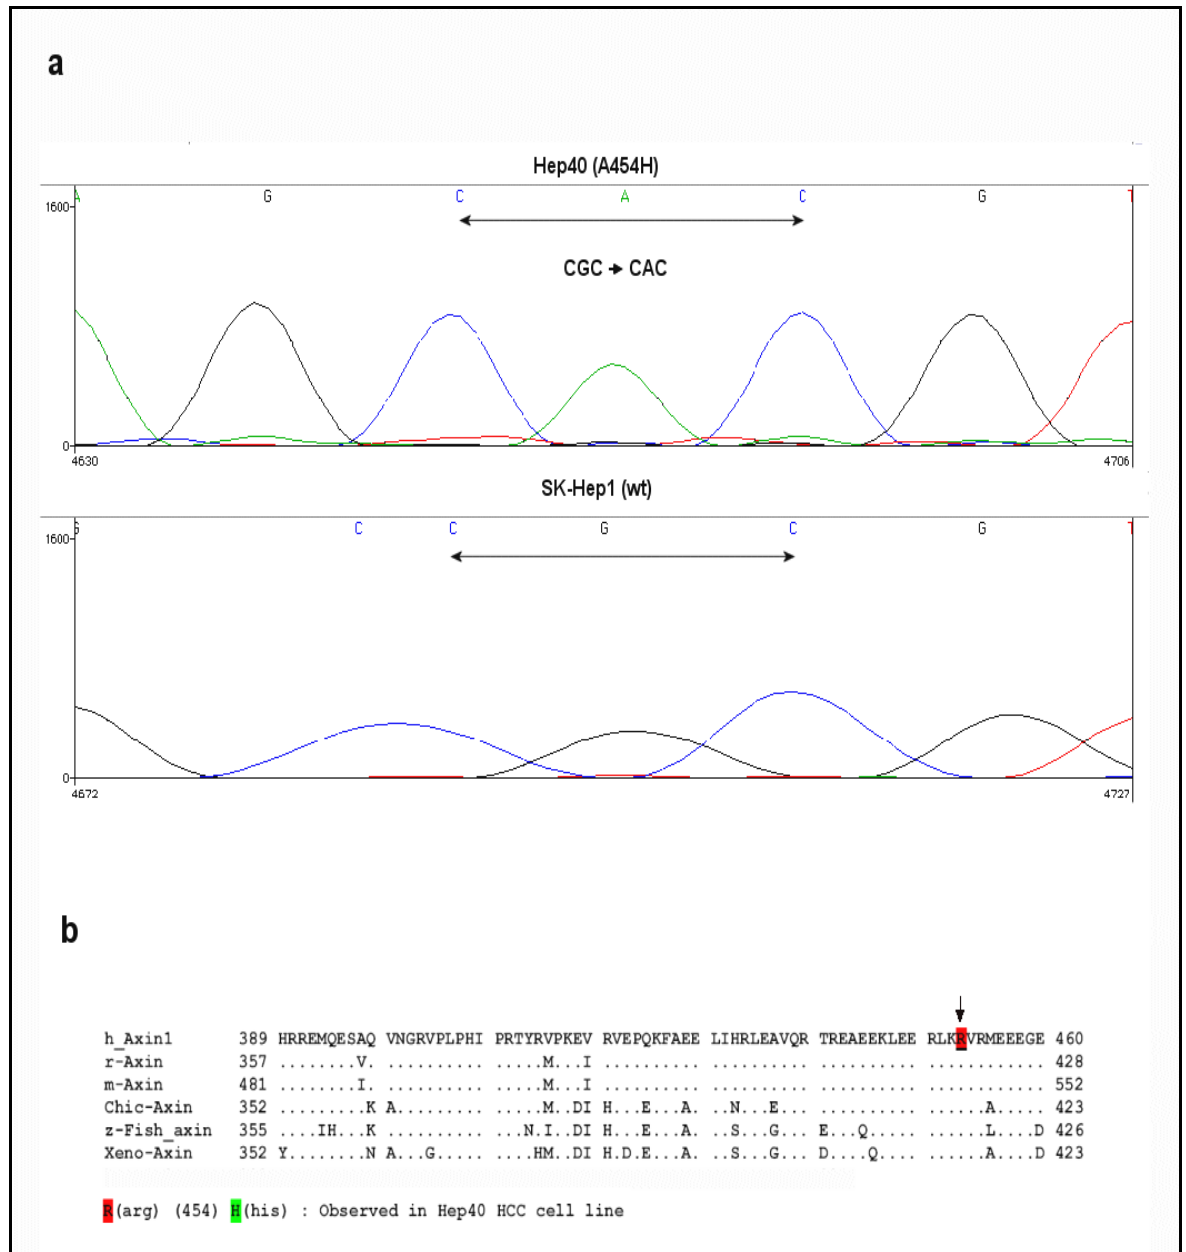 a
Hep40 (A454H)
A G C A C G T
1600
CGC → CAC
0
4630 4706
SK-Hep1 (wt)
G C C G C G T
1600
0
4672 4727
b
h_Axin1 389 HRREMQESAQ VNGRVPLPHI PRTYRVPKEV RVEPQKFAEE LIHRLEAVQR TREAEEKLEE RLKRVRMEEEGE 460
r-Axin 357 ........V. .......... .....M...I .......... .......... .......... ............ 428
m-Axin 481 ........I. .......... .....M...I .......... .......... .......... ............ 552
Chic-Axin 352 .........K A......... .....M..DI H...E...A. ..N...E... .......... ......A..... 423
z-Fish_axin 355 ....IH...K .......... ...N.I..DI H...E...A. ..S...G... E...Q..... ......L....D 426
Xeno-Axin 352 Y........N A...G..... ....HM..DI H.D.E...A. ..S...G... D....Q.... ......A....D 423
R(arg) (454) H(his) : Observed in Hep40 HCC cell line